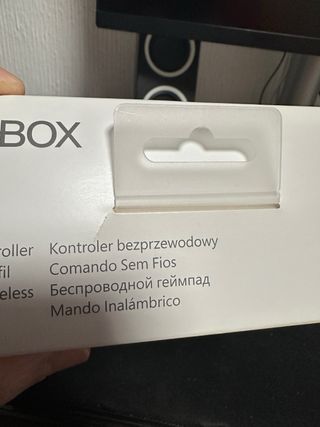 BOX
roller Kontroler bezprzewodowy
fil Comando Sem Fios
eless Беспроводной геймпад
Mando Inalámbrico